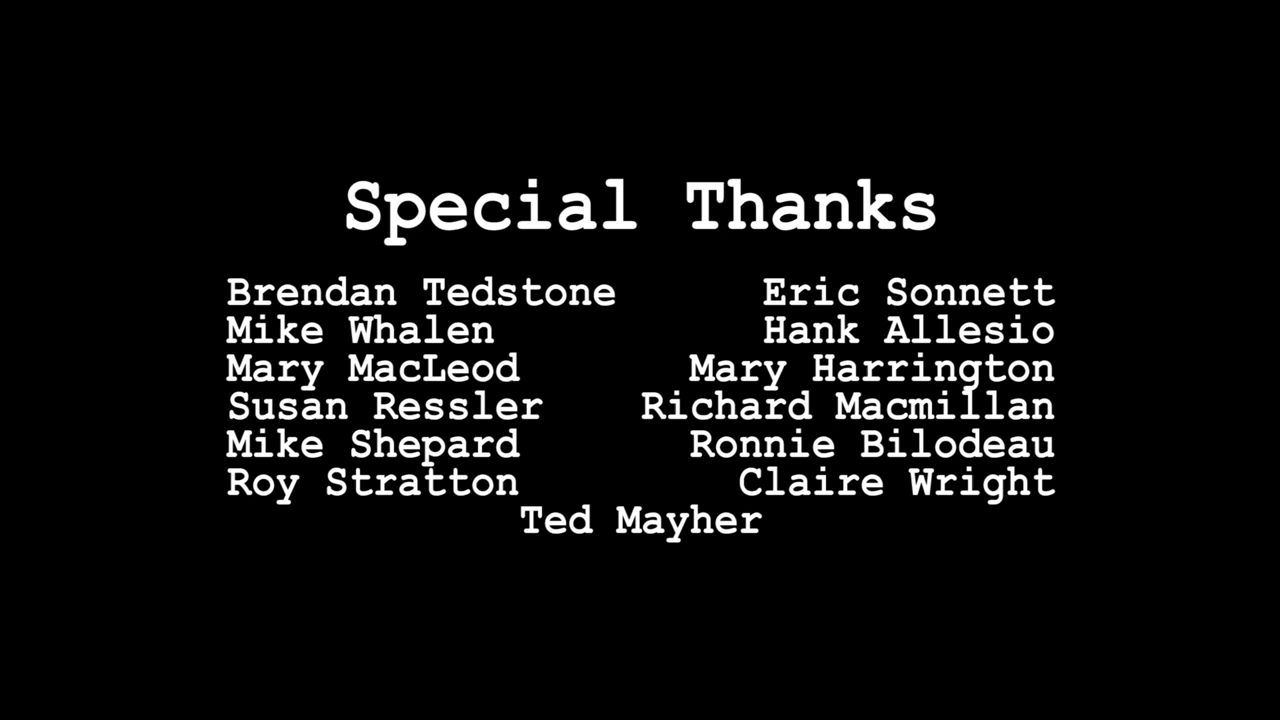 Special Thanks
Brendan Tedstone Eric Sonnett
Mike Whalen Hank Allesio
Mary MacLeod Mary Harrington
Susan Ressler Richard Macmillan
Mike Shepard Ronnie Bilodeau
Roy Stratton Claire Wright
Ted Mayher